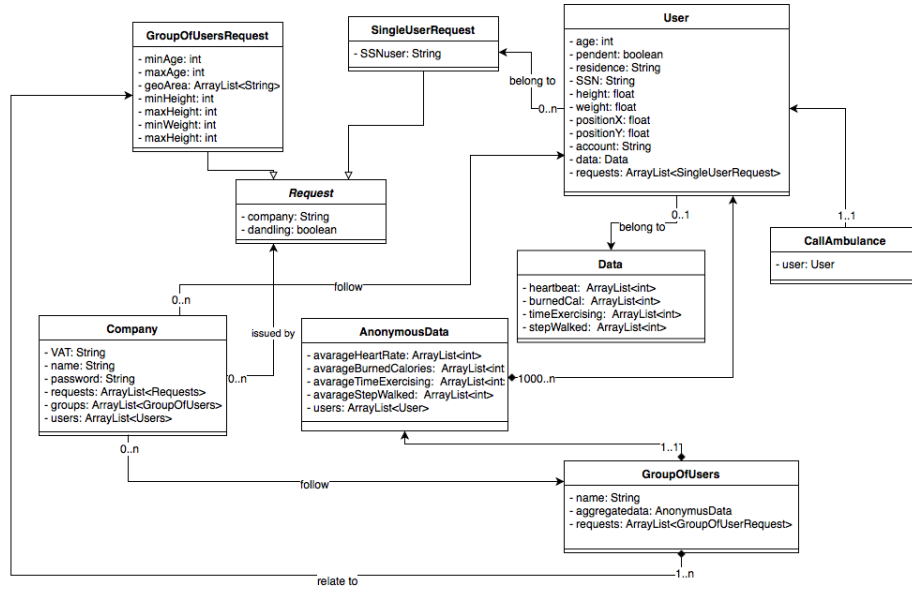 GroupOfUsersRequest
- minAge: int
- maxAge: int
- geoArea: ArrayList<String>
- minHeight: int
- maxHeight: int
- minWeight: int
- maxHeight: int
SingleUserRequest
- SSNuser: String
User
- age: int
- pendent: boolean
- residence: String
- SSN: String
- height: float
- weight: float
- positionX: float
- positionY: float
- account: String
- data: Data
- requests: ArrayList<SingleUserRequest>
belong to
0..n
Request
- company: String
- dandling: boolean
0..1
belong to
1..1
CallAmbulance
- user: User
Data
- heartbeat: ArrayList<int>
- burnedCal: ArrayList<int>
- timeExercising: ArrayList<int>
- stepWalked: ArrayList<int>
follow
0..n
issued by
0..n
Company
- VAT: String
- name: String
- password: String
- requests: ArrayList<Requests>
- groups: ArrayList<GroupOfUsers>
- users: ArrayList<Users>
AnonymousData
- avarageHeartRate: ArrayList<int>
- avarageBurnedCalories: ArrayList<int
- avarageTimeExercising: ArrayList<int
- avarageStepWalked: ArrayList<int>
- users: ArrayList<User>
1000..n
0..n
follow
1..1
GroupOfUsers
- name: String
- aggregatedata: AnonymusData
- requests: ArrayList<GroupOfUserRequest>
1..n
relate to